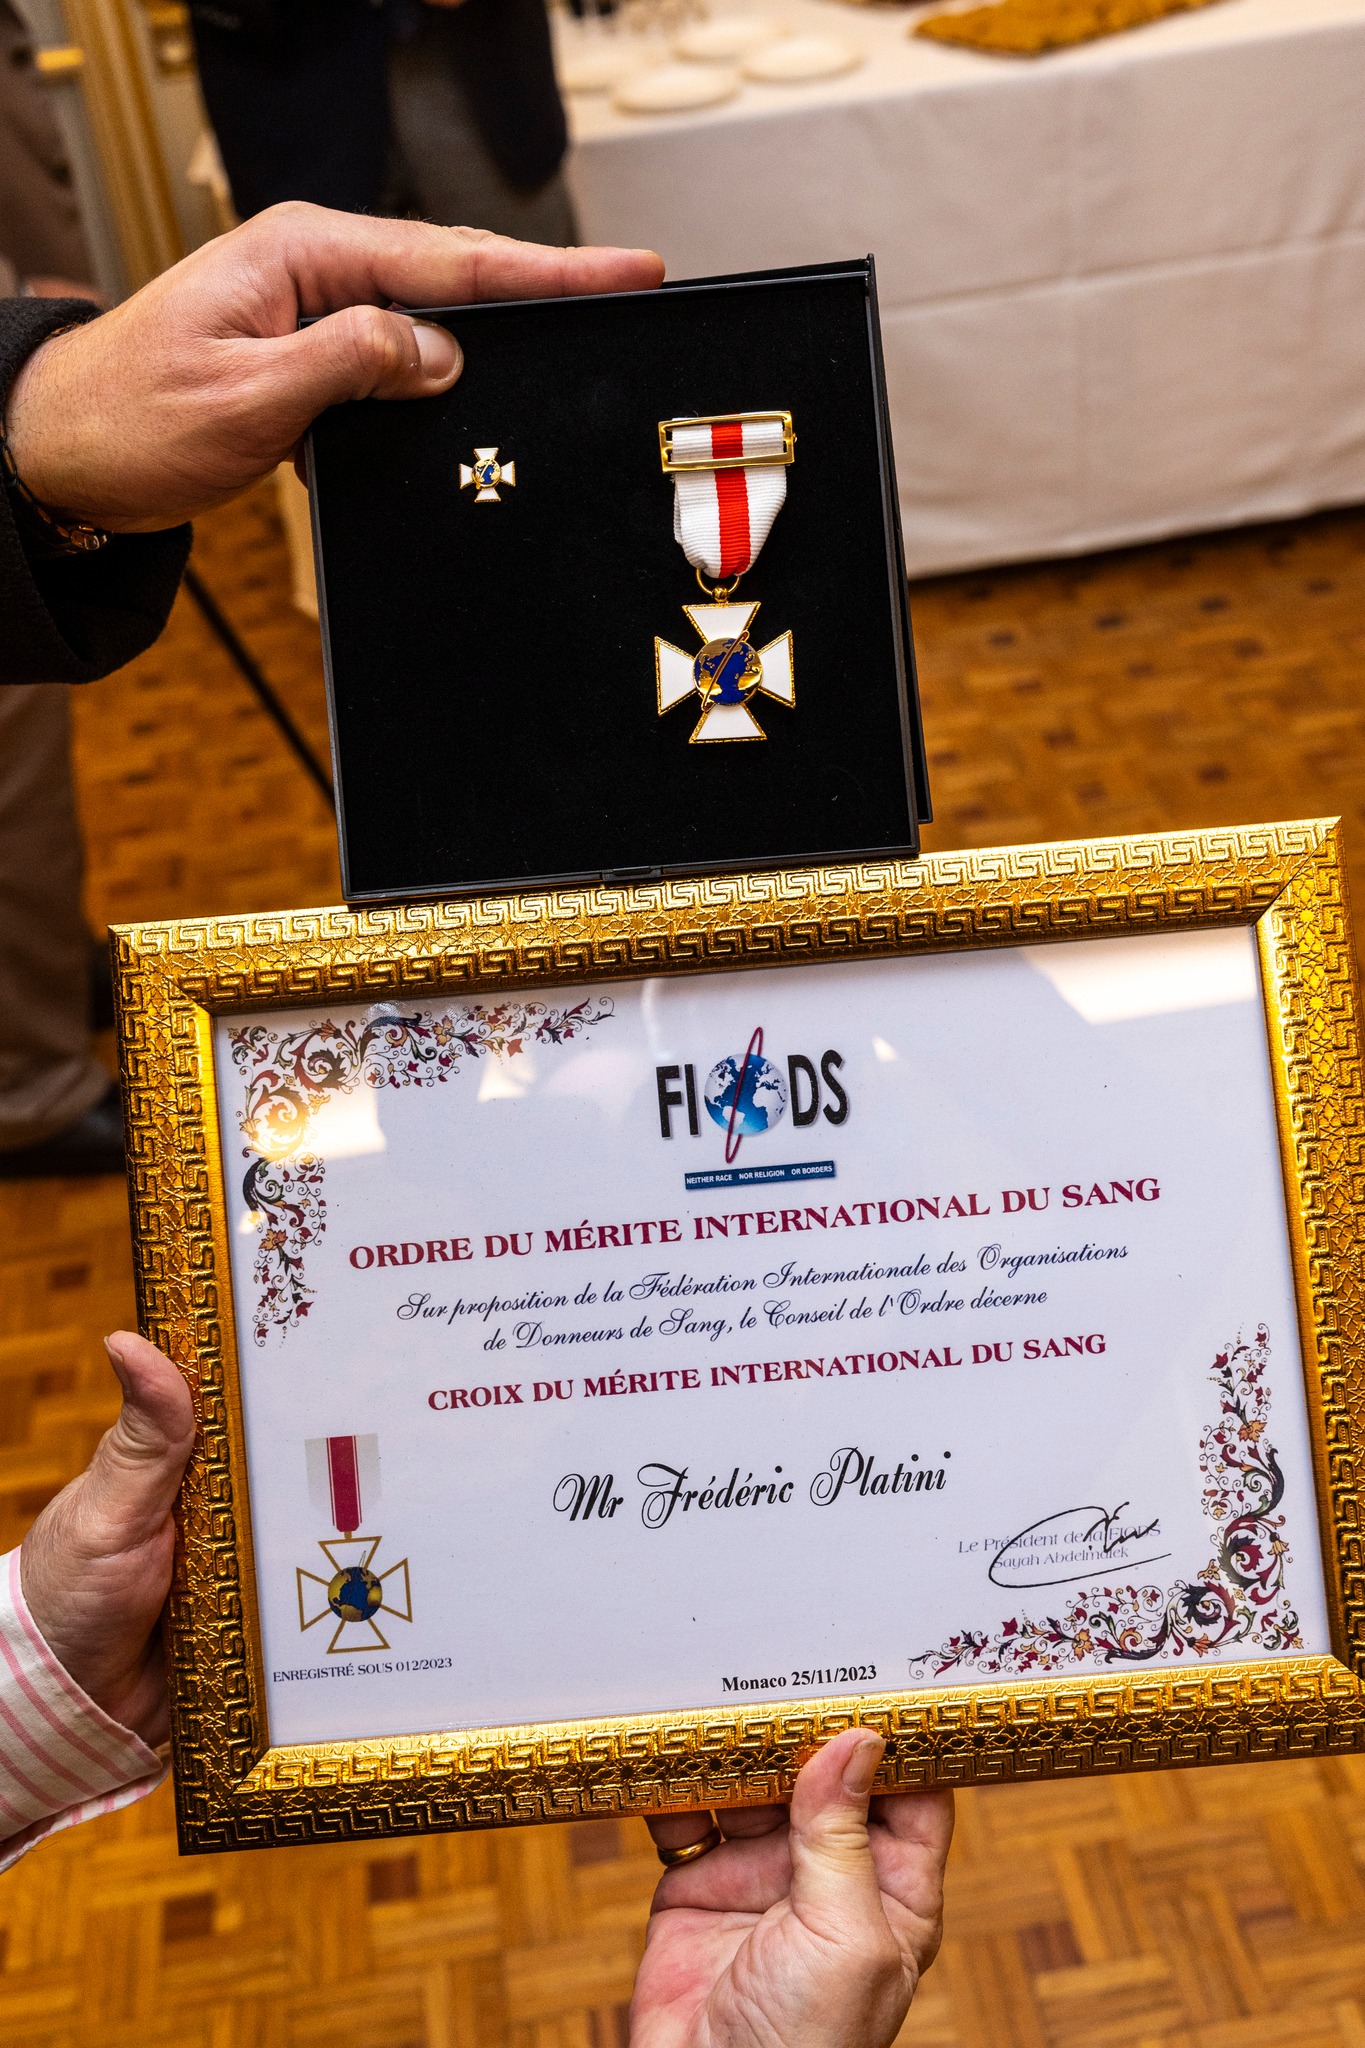 FIODS
NEITHER RACE NOR RELIGION OR BORDERS
ORDRE DU MÉRITE INTERNATIONAL DU SANG
Sur proposition de la Fédération Internationale des Organisations
de Donneurs de Sang, le Conseil de l'Ordre décerne
CROIX DU MÉRITE INTERNATIONAL DU SANG
Mr Frédéric Platini
Le Président de la FIODS
Sayah Abdelmalek
ENREGISTRÉ SOUS 012/2023
Monaco 25/11/2023